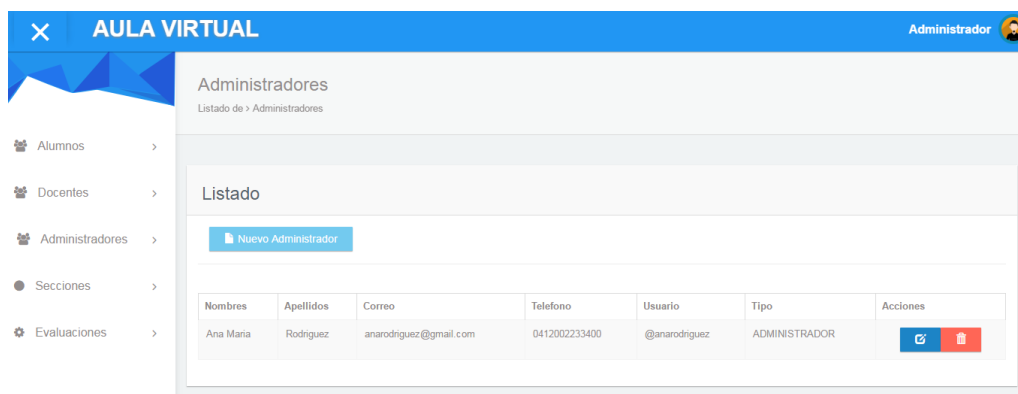 AULA VIRTUAL
Administrador
Administradores
Listado de > Administradores
Alumnos
Docentes
Administradores
Secciones
Evaluaciones
Listado
Nuevo Administrador
Nombres Apellidos Correo Telefono Usuario Tipo Acciones
Ana Maria Rodriguez anarodriguez@gmail.com 0412002233400 @anarodriguez ADMINISTRADOR